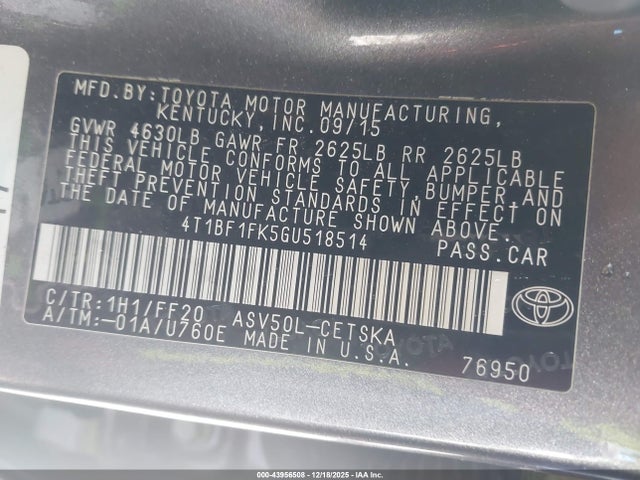 MFD.BY:TOYOTA MOTOR MANUFACTURING,
KENTUCKY, INC.09/15
GVWR 4630LB GAWR FR 2625LB RR 2625LB
THIS VEHICLE CONFORMS TO ALL APPLICABLE
FEDERAL MOTOR VEHICLE SAFETY, BUMPER, AND
THEFT PREVENTION STANDARDS IN EFFECT ON
THE DATE OF MANUFACTURE SHOWN ABOVE.
4T1BF1FK5GU518514 PASS.CAR
C/TR:1H1/FF20 ASV50L-CETSKA
A/TM:-01A/U760E MADE IN U.S.A.
76950
000-43956508 - 12/18/2025 - IAAI, Inc.